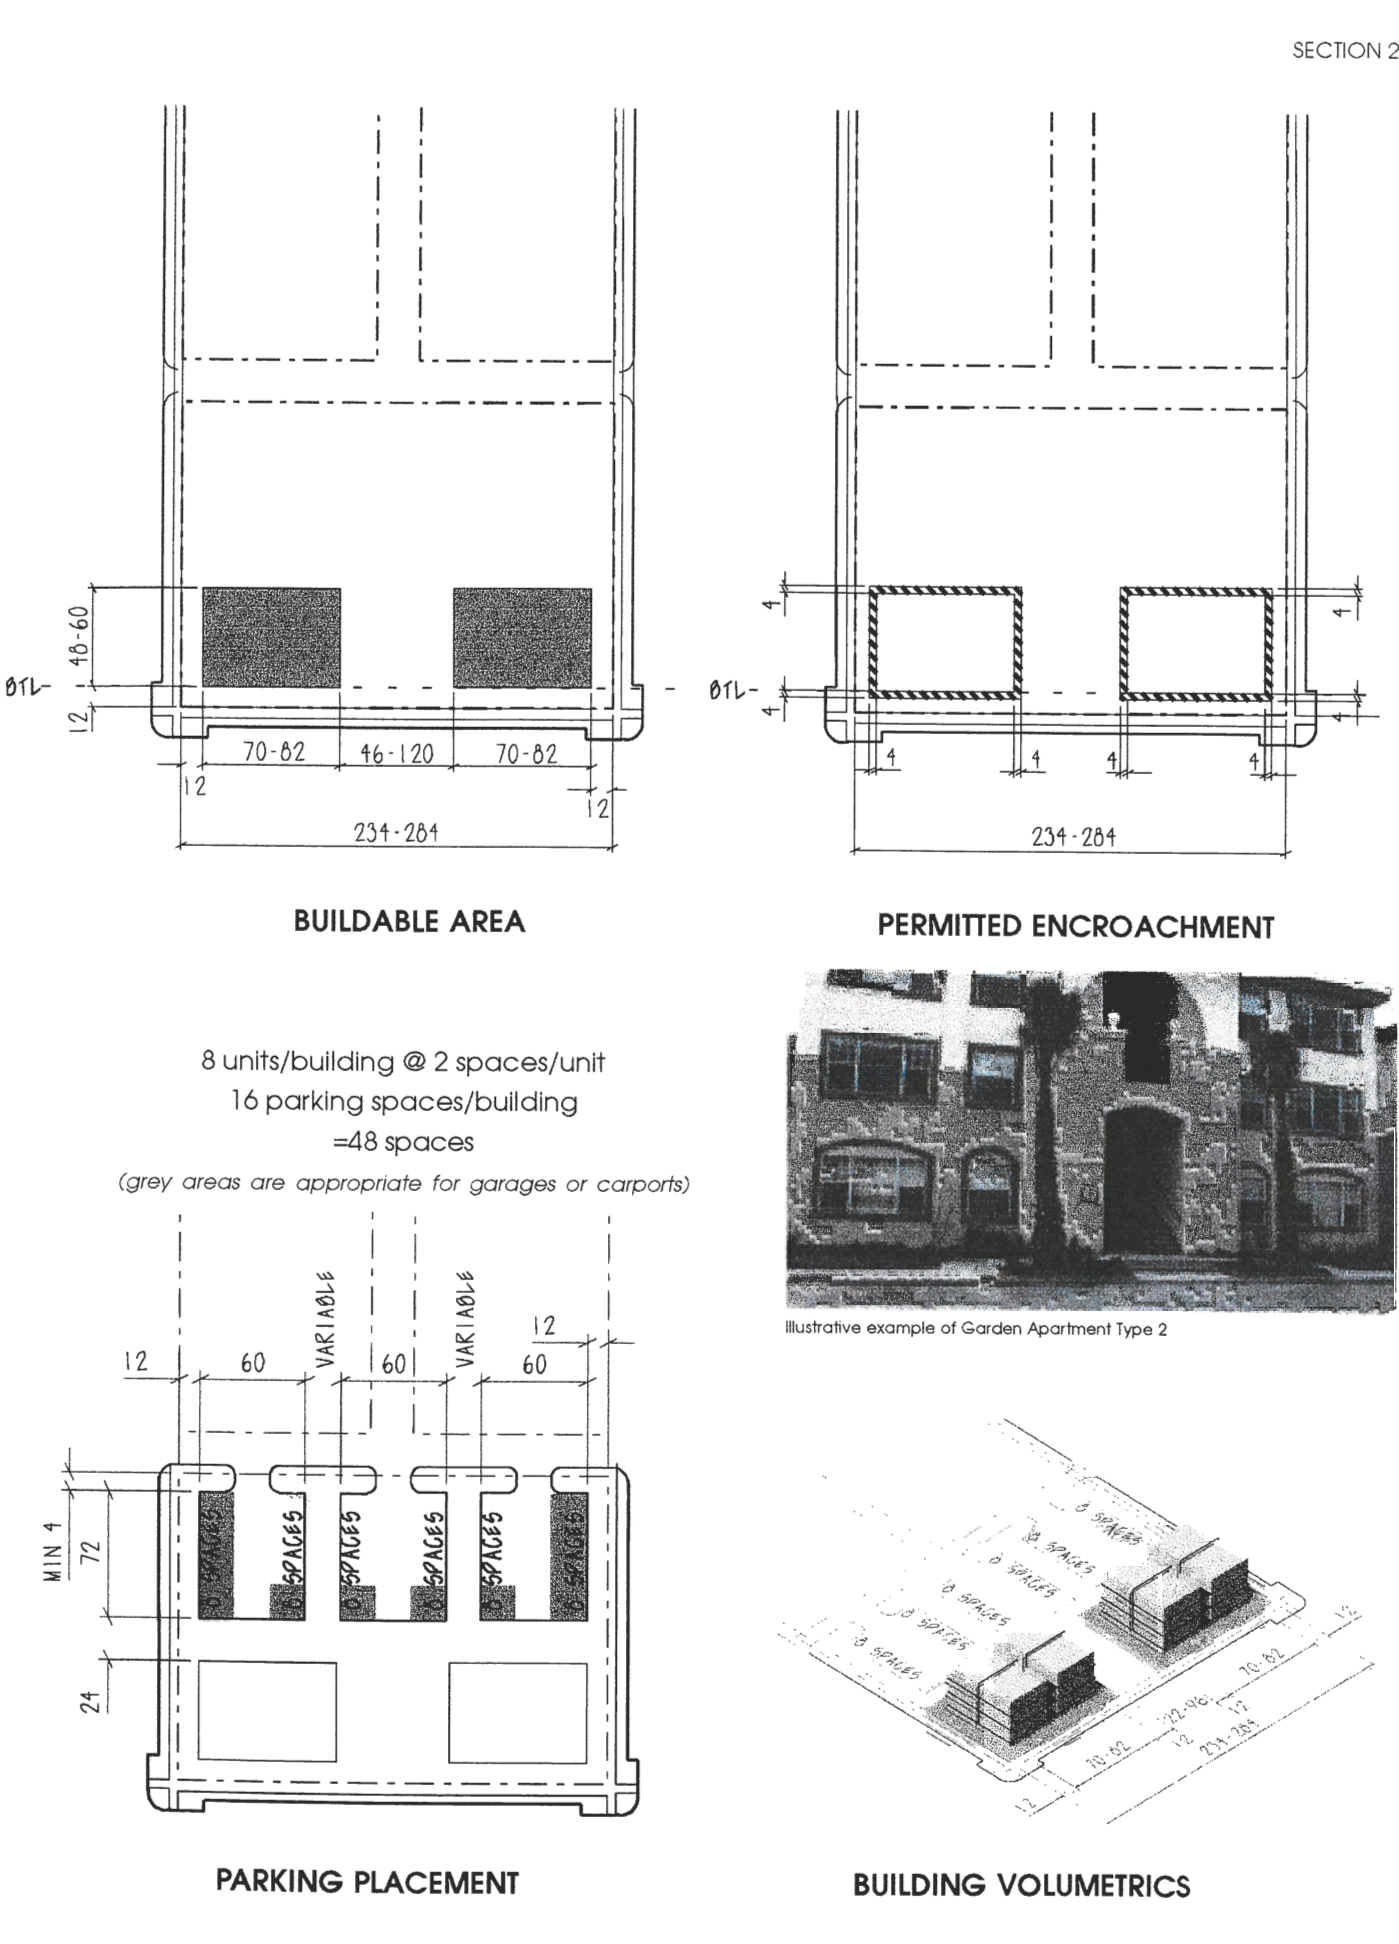 SECTION 2
48-60
BTL-
12
70-82
46-120
70-82
12
12
234-284
BUILDABLE AREA
4
4
BTL-
4
4
4
4
4
4
234-284
PERMITTED ENCROACHMENT
8 units/building @ 2 spaces/unit
16 parking spaces/building
=48 spaces
(grey areas are appropriate for garages or carports)
Illustrative example of Garden Apartment Type 2
12
60
VARIABLE
60
VARIABLE
60
12
MIN 4
72
24
8 SPACES
8 SPACES
8 SPACES
8 SPACES
8 SPACES
8 SPACES
PARKING PLACEMENT
8 SPACES
8 SPACES
8 SPACES
8 SPACES
8 SPACES
8 SPACES
12
70-82
12
22-96
12
70-82
12
234-284
BUILDING VOLUMETRICS